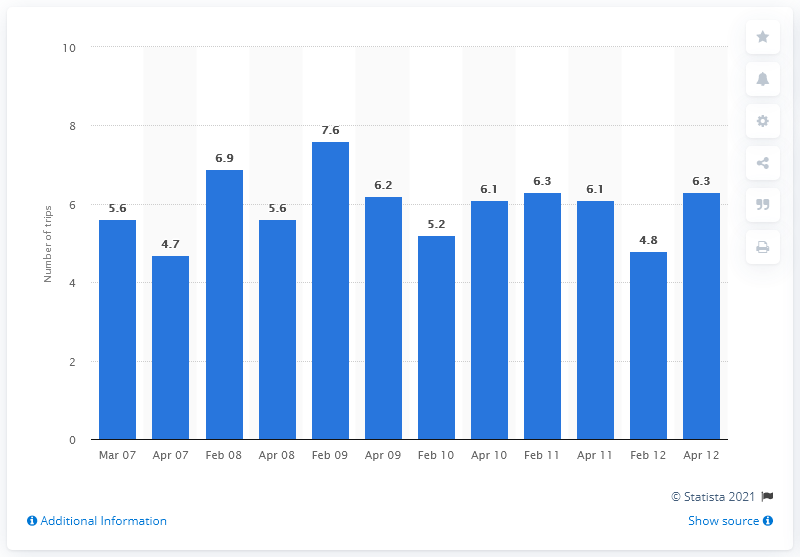 10
8
6
4
2
0
Number of trips
5.6
4.7
6.9
5.6
7.6
6.2
5.2
6.1
6.3
6.1
4.8
6.3
Mar 07
Apr 07
Feb 08
Apr 08
Feb 09
Apr 09
Feb 10
Apr 10
Feb 11
Apr 11
Feb 12
Apr 12
© Statista 2021
Additional Information
Show source